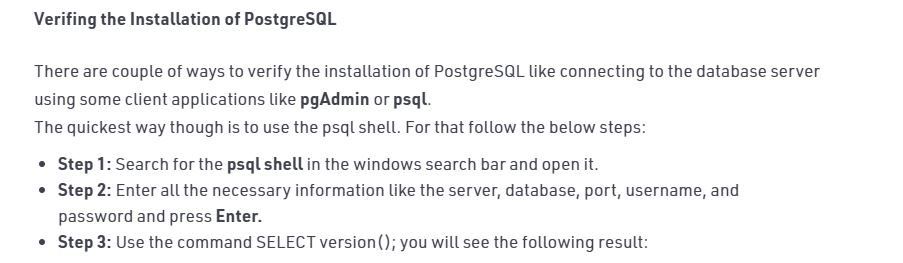 Verifing the Installation of PostgreSQL
There are couple of ways to verify the installation of PostgreSQL like connecting to the database server
using some client applications like pgAdmin or psql.
The quickest way though is to use the psql shell. For that follow the below steps:
• Step 1: Search for the psql shell in the windows search bar and open it.
• Step 2: Enter all the necessary information like the server, database, port, username, and
password and press Enter.
• Step 3: Use the command SELECT version(); you will see the following result: